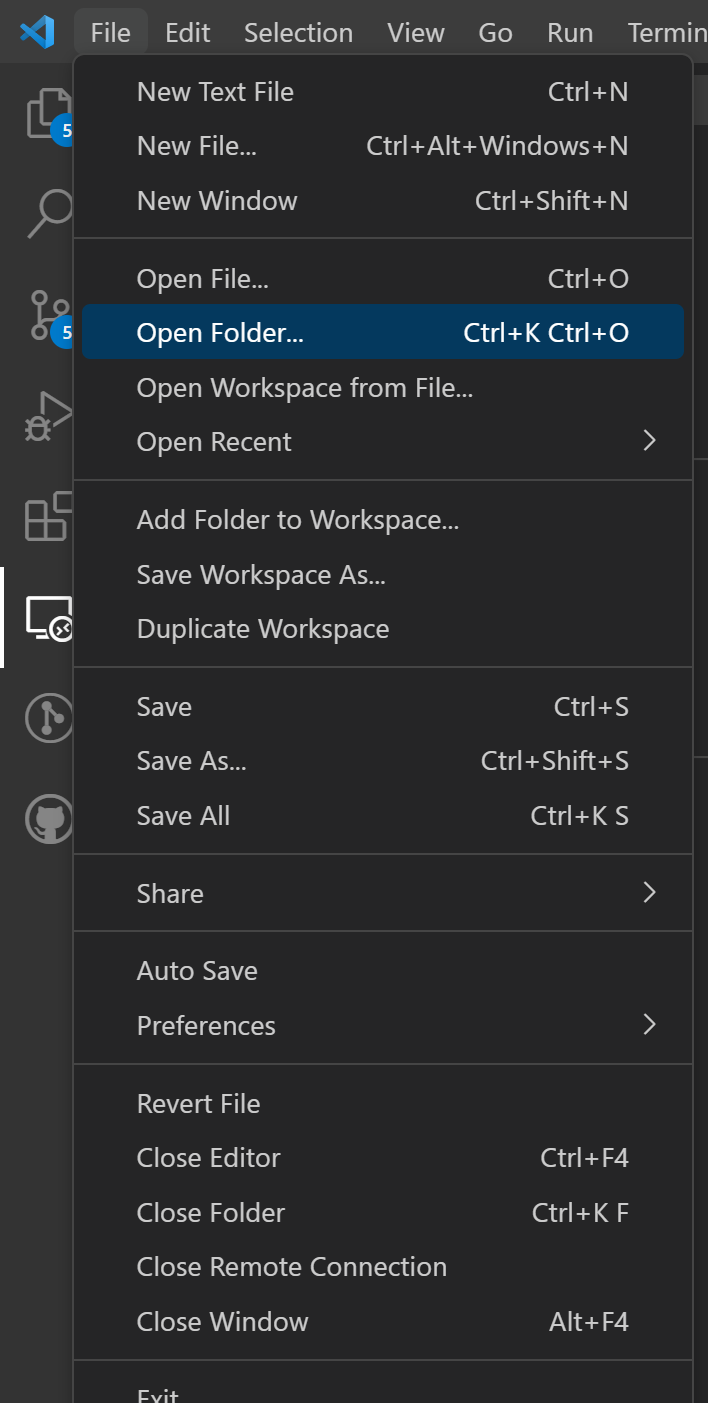 File Edit Selection View Go Run Termin
New Text File Ctrl+N
5
New File... Ctrl+Alt+Windows+N
New Window Ctrl+Shift+N
Open File... Ctrl+O
5
Open Folder... Ctrl+K Ctrl+O
Open Workspace from File...
Open Recent
Add Folder to Workspace...
Save Workspace As...
Duplicate Workspace
Save Ctrl+S
Save As... Ctrl+Shift+S
Save All Ctrl+K S
Share
Auto Save
Preferences
Revert File
Close Editor Ctrl+F4
Close Folder Ctrl+K F
Close Remote Connection
Close Window Alt+F4
Exit